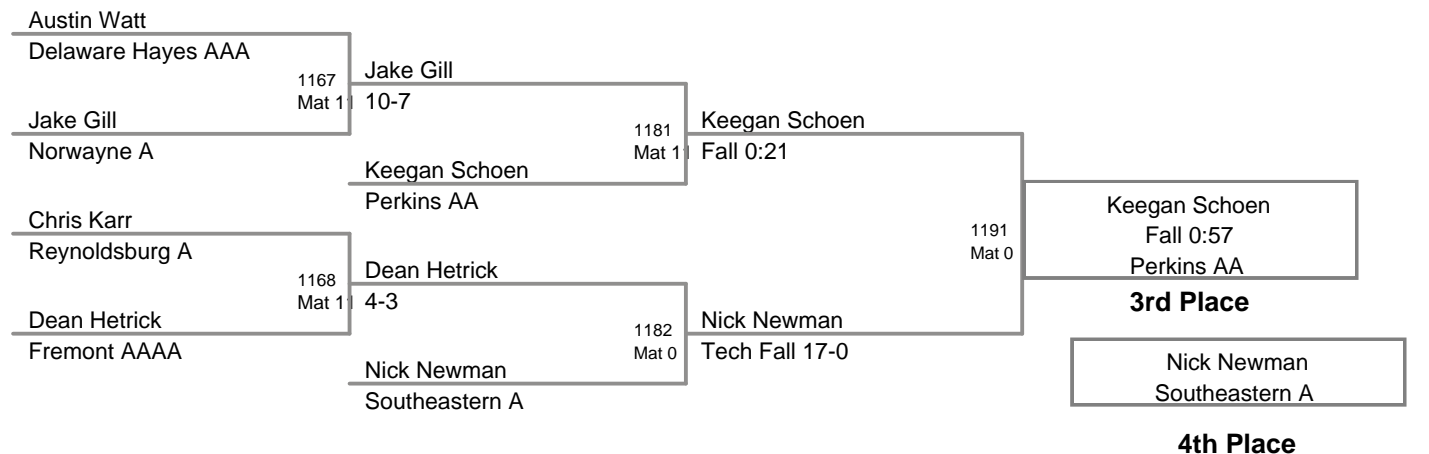 Austin Watt
Delaware Hayes AAA
1167
Mat 11
Jake Gill
10-7
Jake Gill
Norwayne A
1181
Mat 11
Keegan Schoen
Fall 0:21
Keegan Schoen
Perkins AA
Chris Karr
Reynoldsburg A
1168
Mat 11
Dean Hetrick
4-3
Dean Hetrick
Fremont AAAA
1182
Mat 0
Nick Newman
Tech Fall 17-0
Nick Newman
Southeastern A
1191
Mat 0
Keegan Schoen
Fall 0:57
Perkins AA
3rd Place
Nick Newman
Southeastern A
4th Place